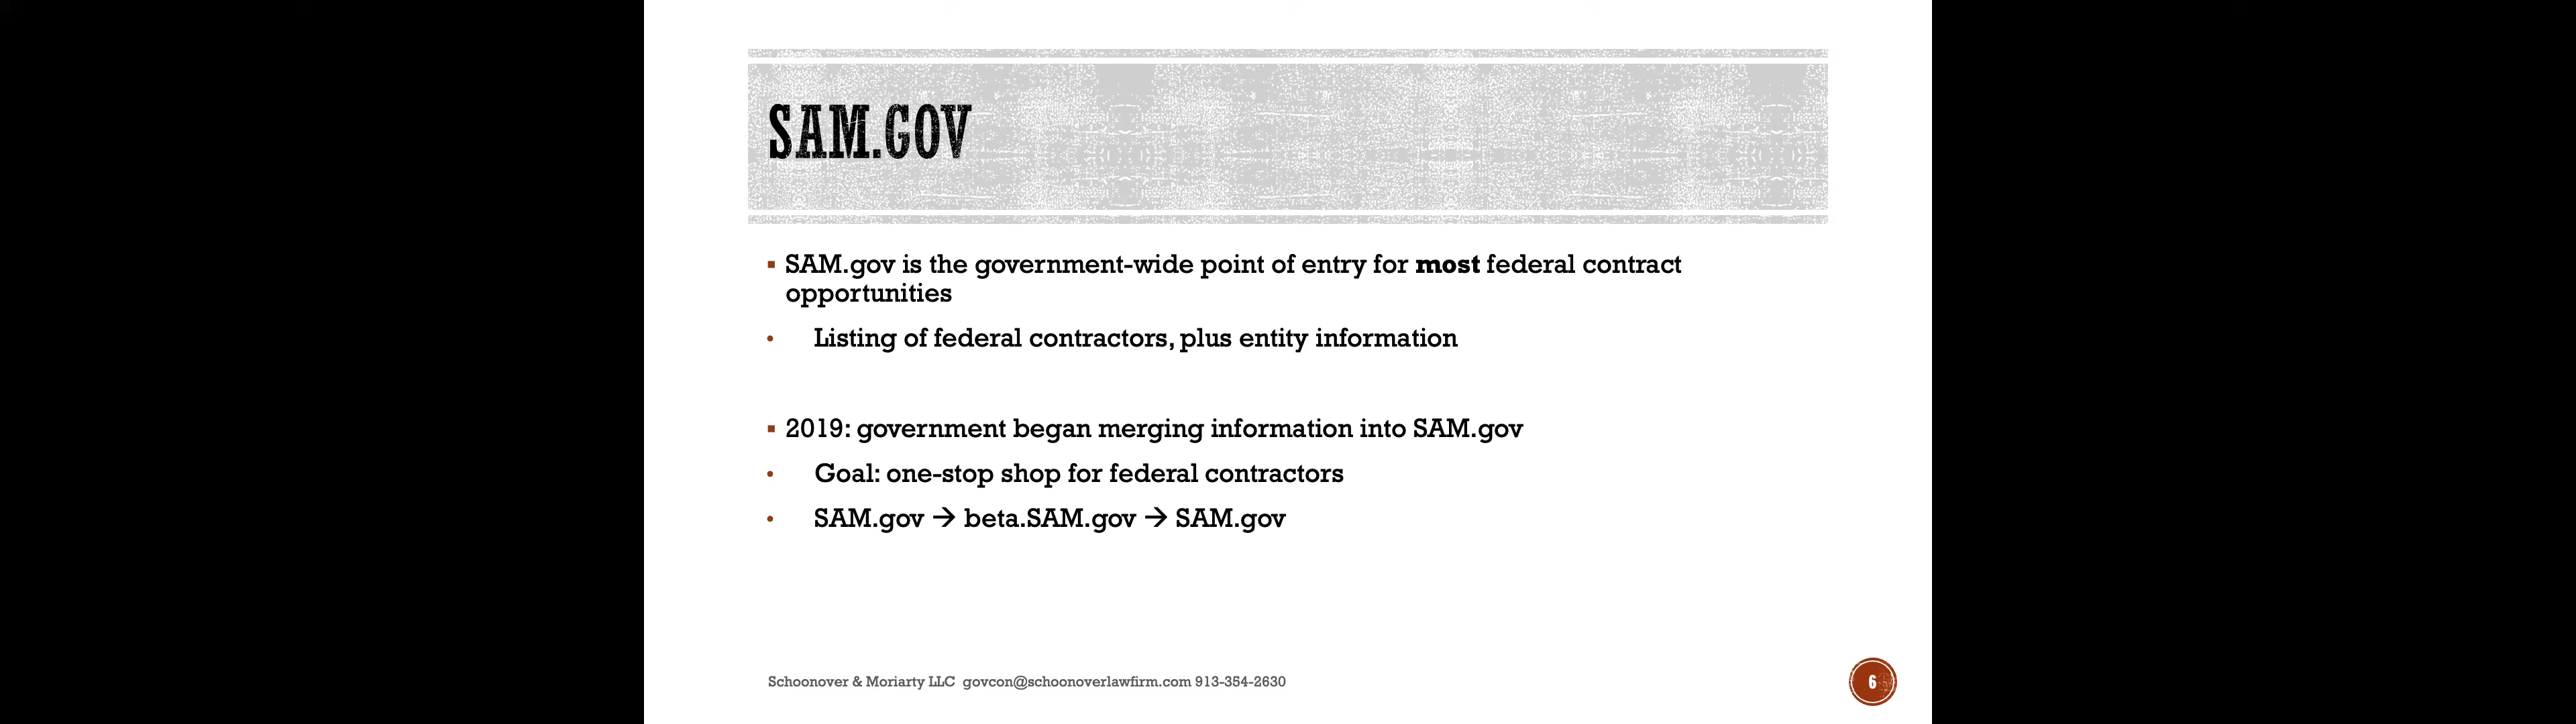 SAM.GOV
▪ SAM.gov is the government-wide point of entry for most federal contract
opportunities
• Listing of federal contractors, plus entity information
▪ 2019: government began merging information into SAM.gov
• Goal: one-stop shop for federal contractors
• SAM.gov → beta.SAM.gov → SAM.gov
Schoonover & Moriarty LLC govcon@schoonoverlawfirm.com 913-354-2630
6